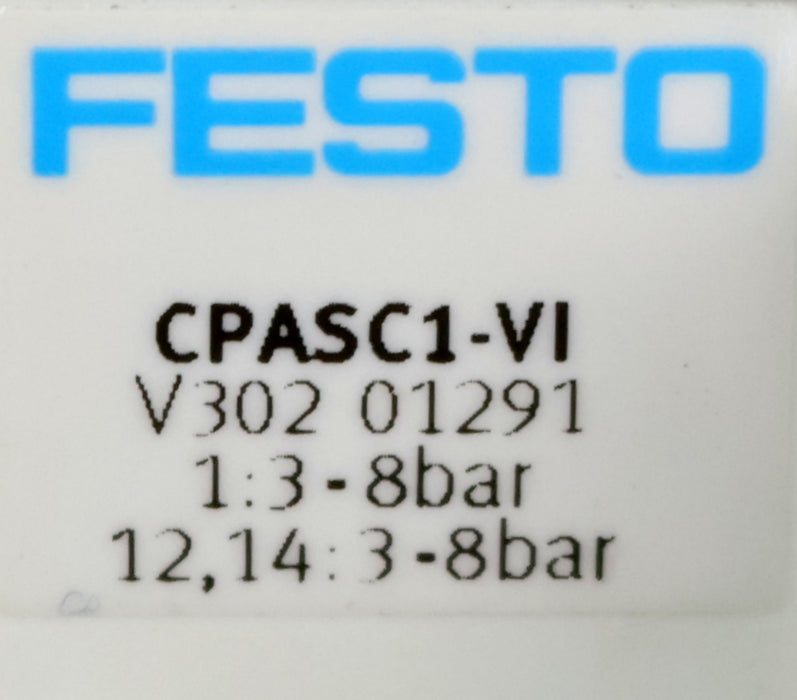 FESTO
CPASC1-VI
V302 01291
1:3-8bar
12,14:3-8bar